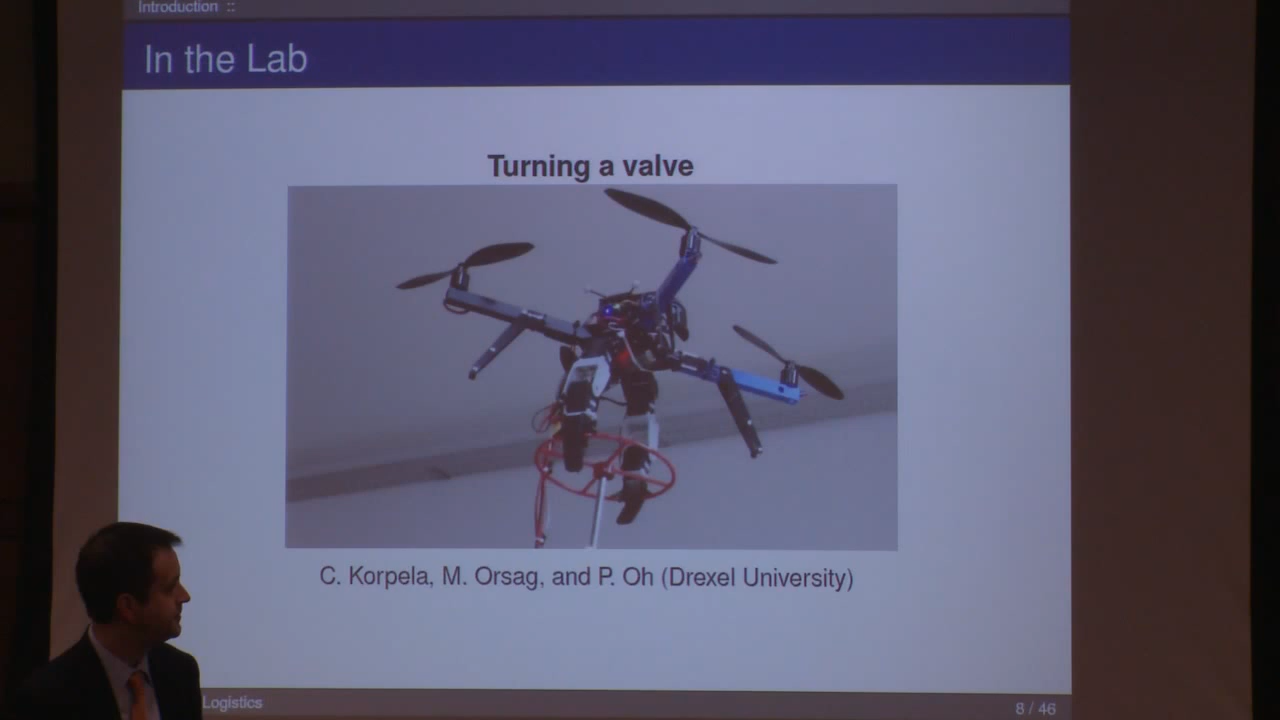 Introduction ::
In the Lab
Turning a valve
C. Korpela, M. Orsag, and P. Oh (Drexel University)
Logistics
8 / 46